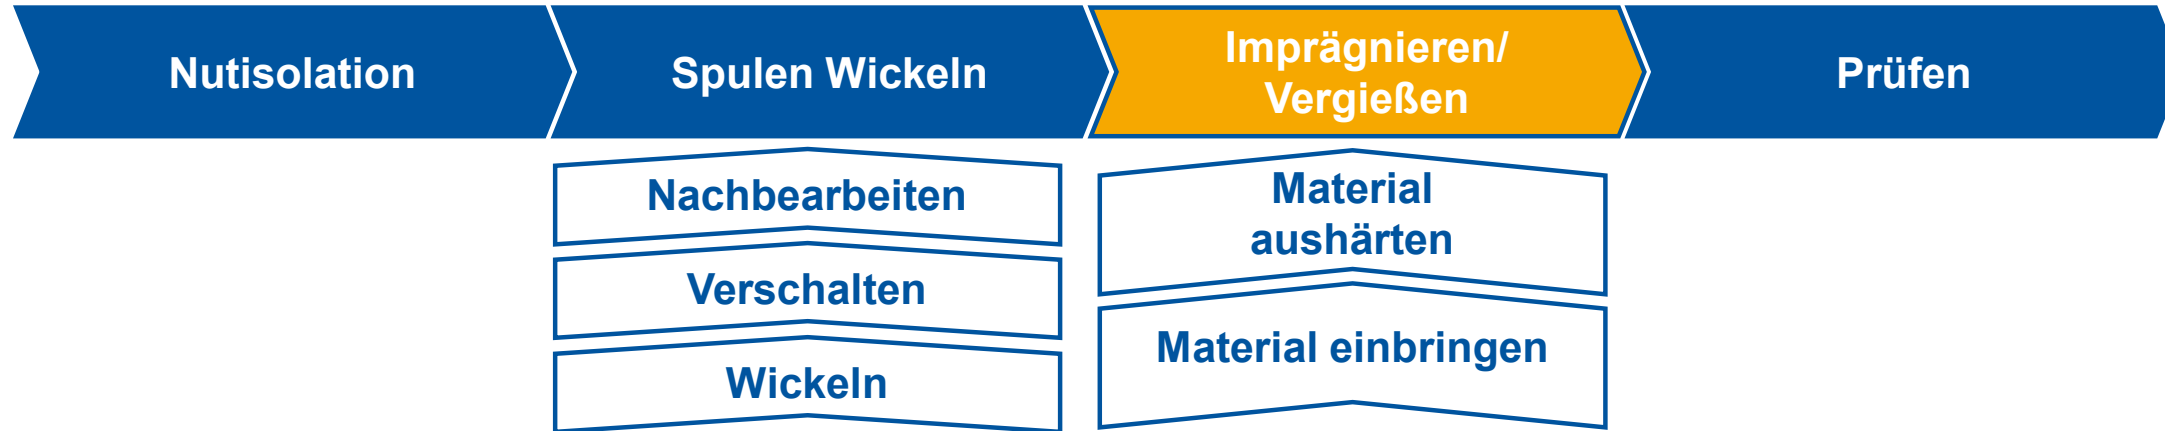 Nutisolation
Spulen Wickeln
Imprägnieren/
Vergießen
Prüfen
Nachbearbeiten
Verschalten
Wickeln
Material
aushärten
Material einbringen